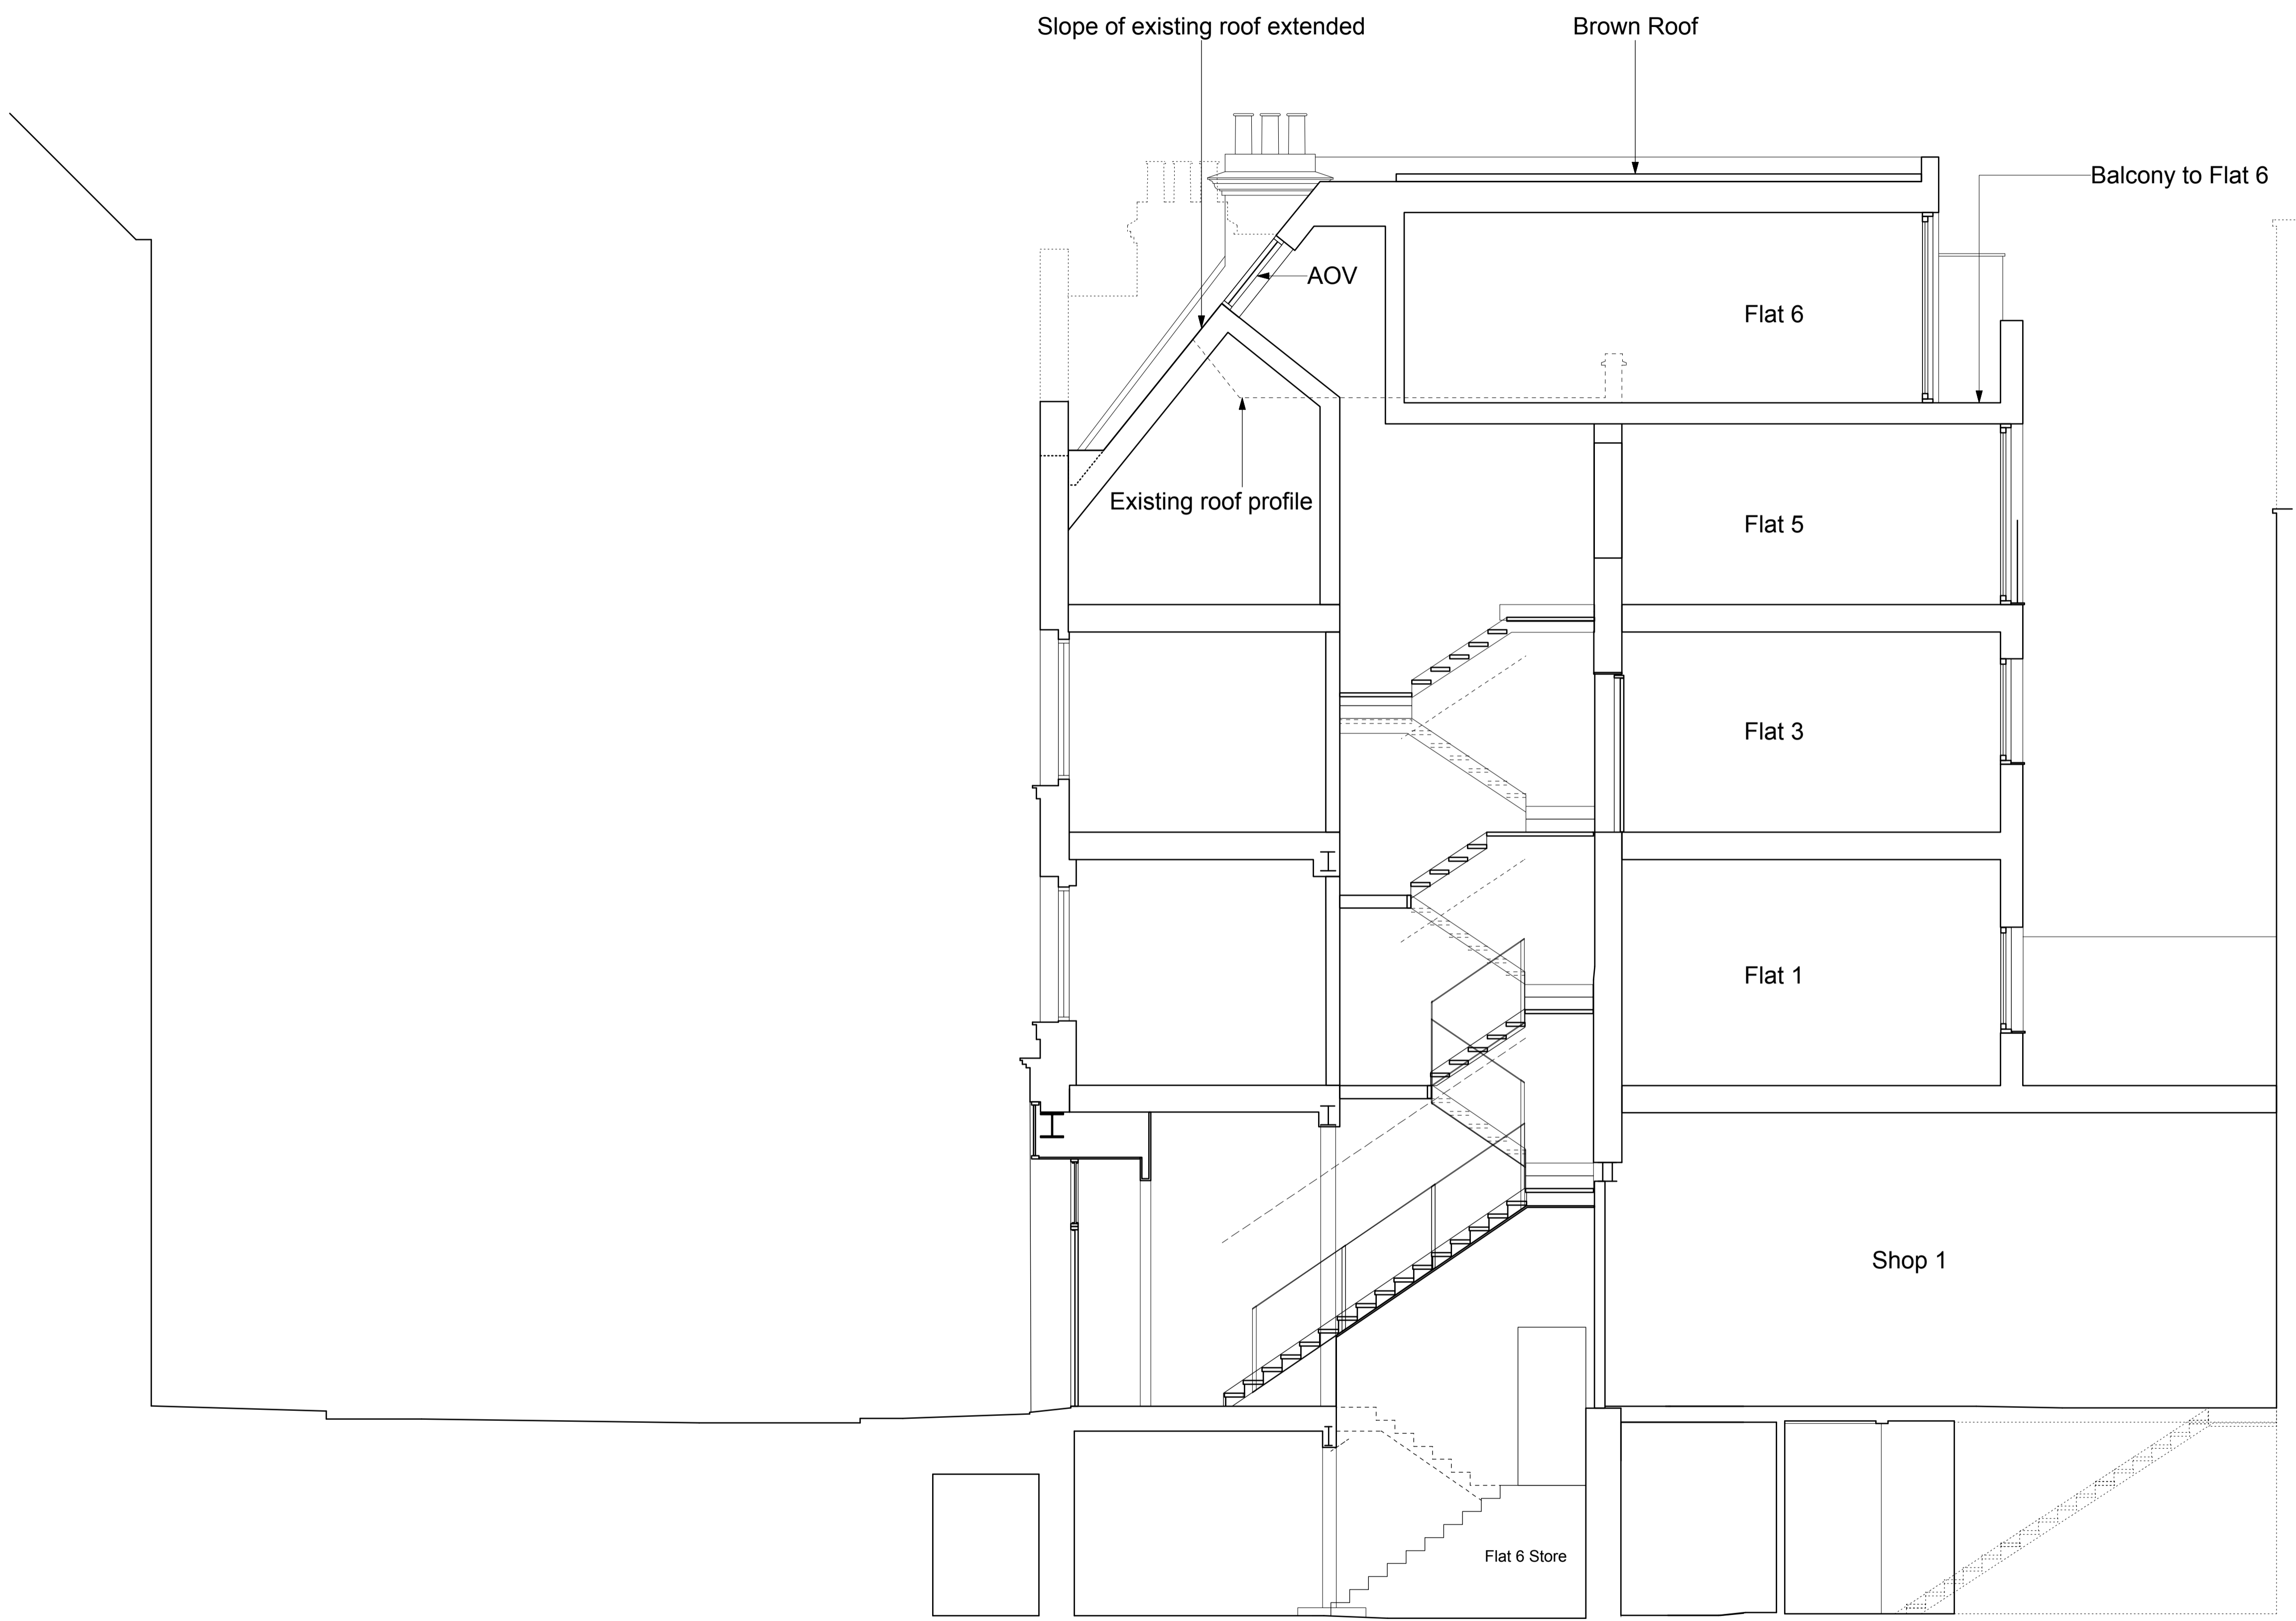 Slope of existing roof extended
Brown Roof
Balcony to Flat 6
AOV
Flat 6
Existing roof profile
Flat 5
Flat 3
Flat 1
Shop 1
Flat 6 Store